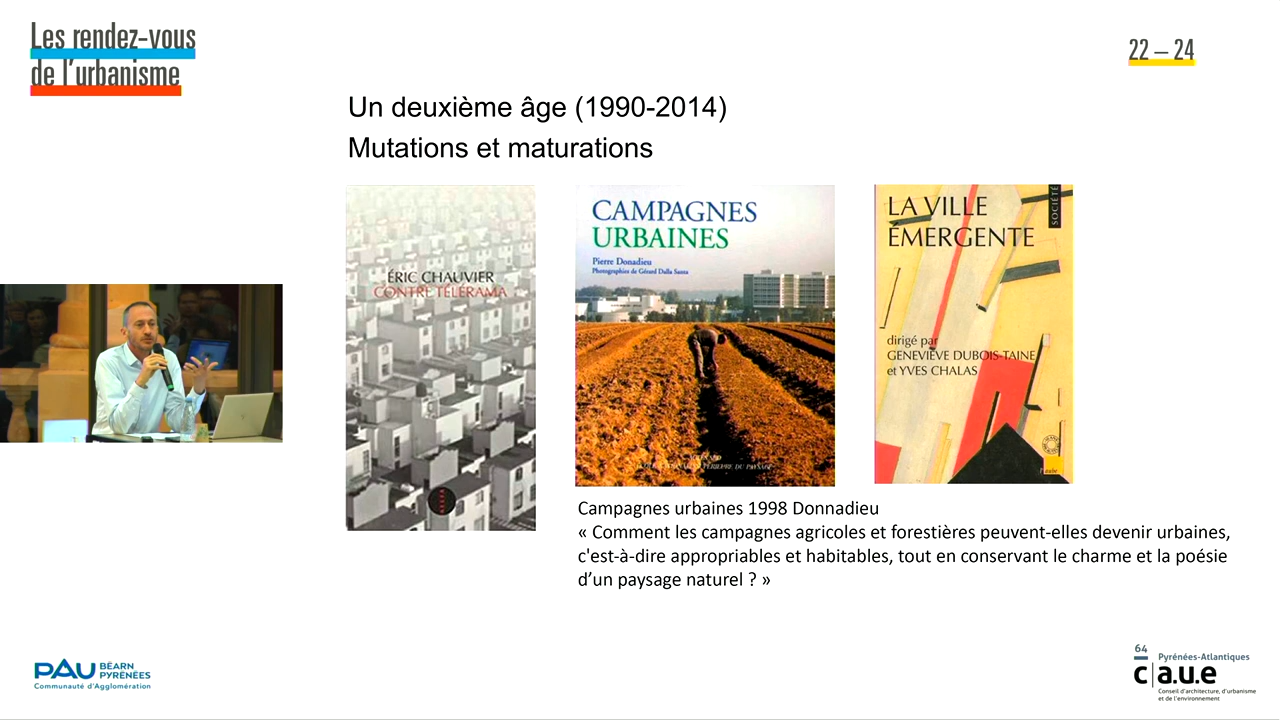 Les rendez-vous
de l'urbanisme
22 – 24
Un deuxième âge (1990-2014)
Mutations et maturations
ÉRIC CHAUVIER
CONTRE TÉLÉRAMA
ALLIA
CAMPAGNES
URBAINES
Pierre Donadieu
Photographies de Gérard Dalla Santa
LA VILLE
ÉMERGENTE
SOCIÉTÉ
dirigé par
GENEVIÈVE DUBOIS-TAINE
et YVES CHALAS
l'aube
Campagnes urbaines 1998 Donnadieu
« Comment les campagnes agricoles et forestières peuvent-elles devenir urbaines,
c'est-à-dire appropriables et habitables, tout en conservant le charme et la poésie
d'un paysage naturel ? »
PAU BÉARN
PYRÉNÉES
Communauté d'Agglomération
64
Pyrénées-Atlantiques
c|a.u.e
Conseil d'architecture, d'urbanisme
et de l'environnement